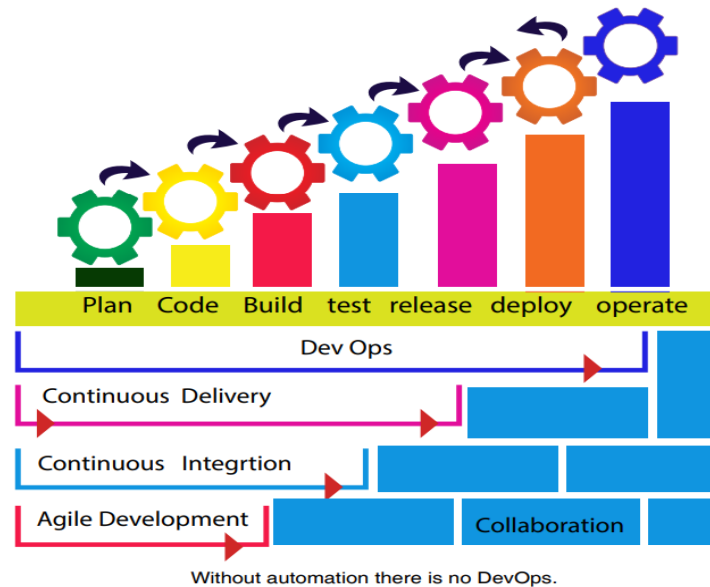 Plan Code Build test release deploy operate
Dev Ops
Continuous Delivery
Continuous Integrtion
Agile Development
Collaboration
Without automation there is no DevOps.